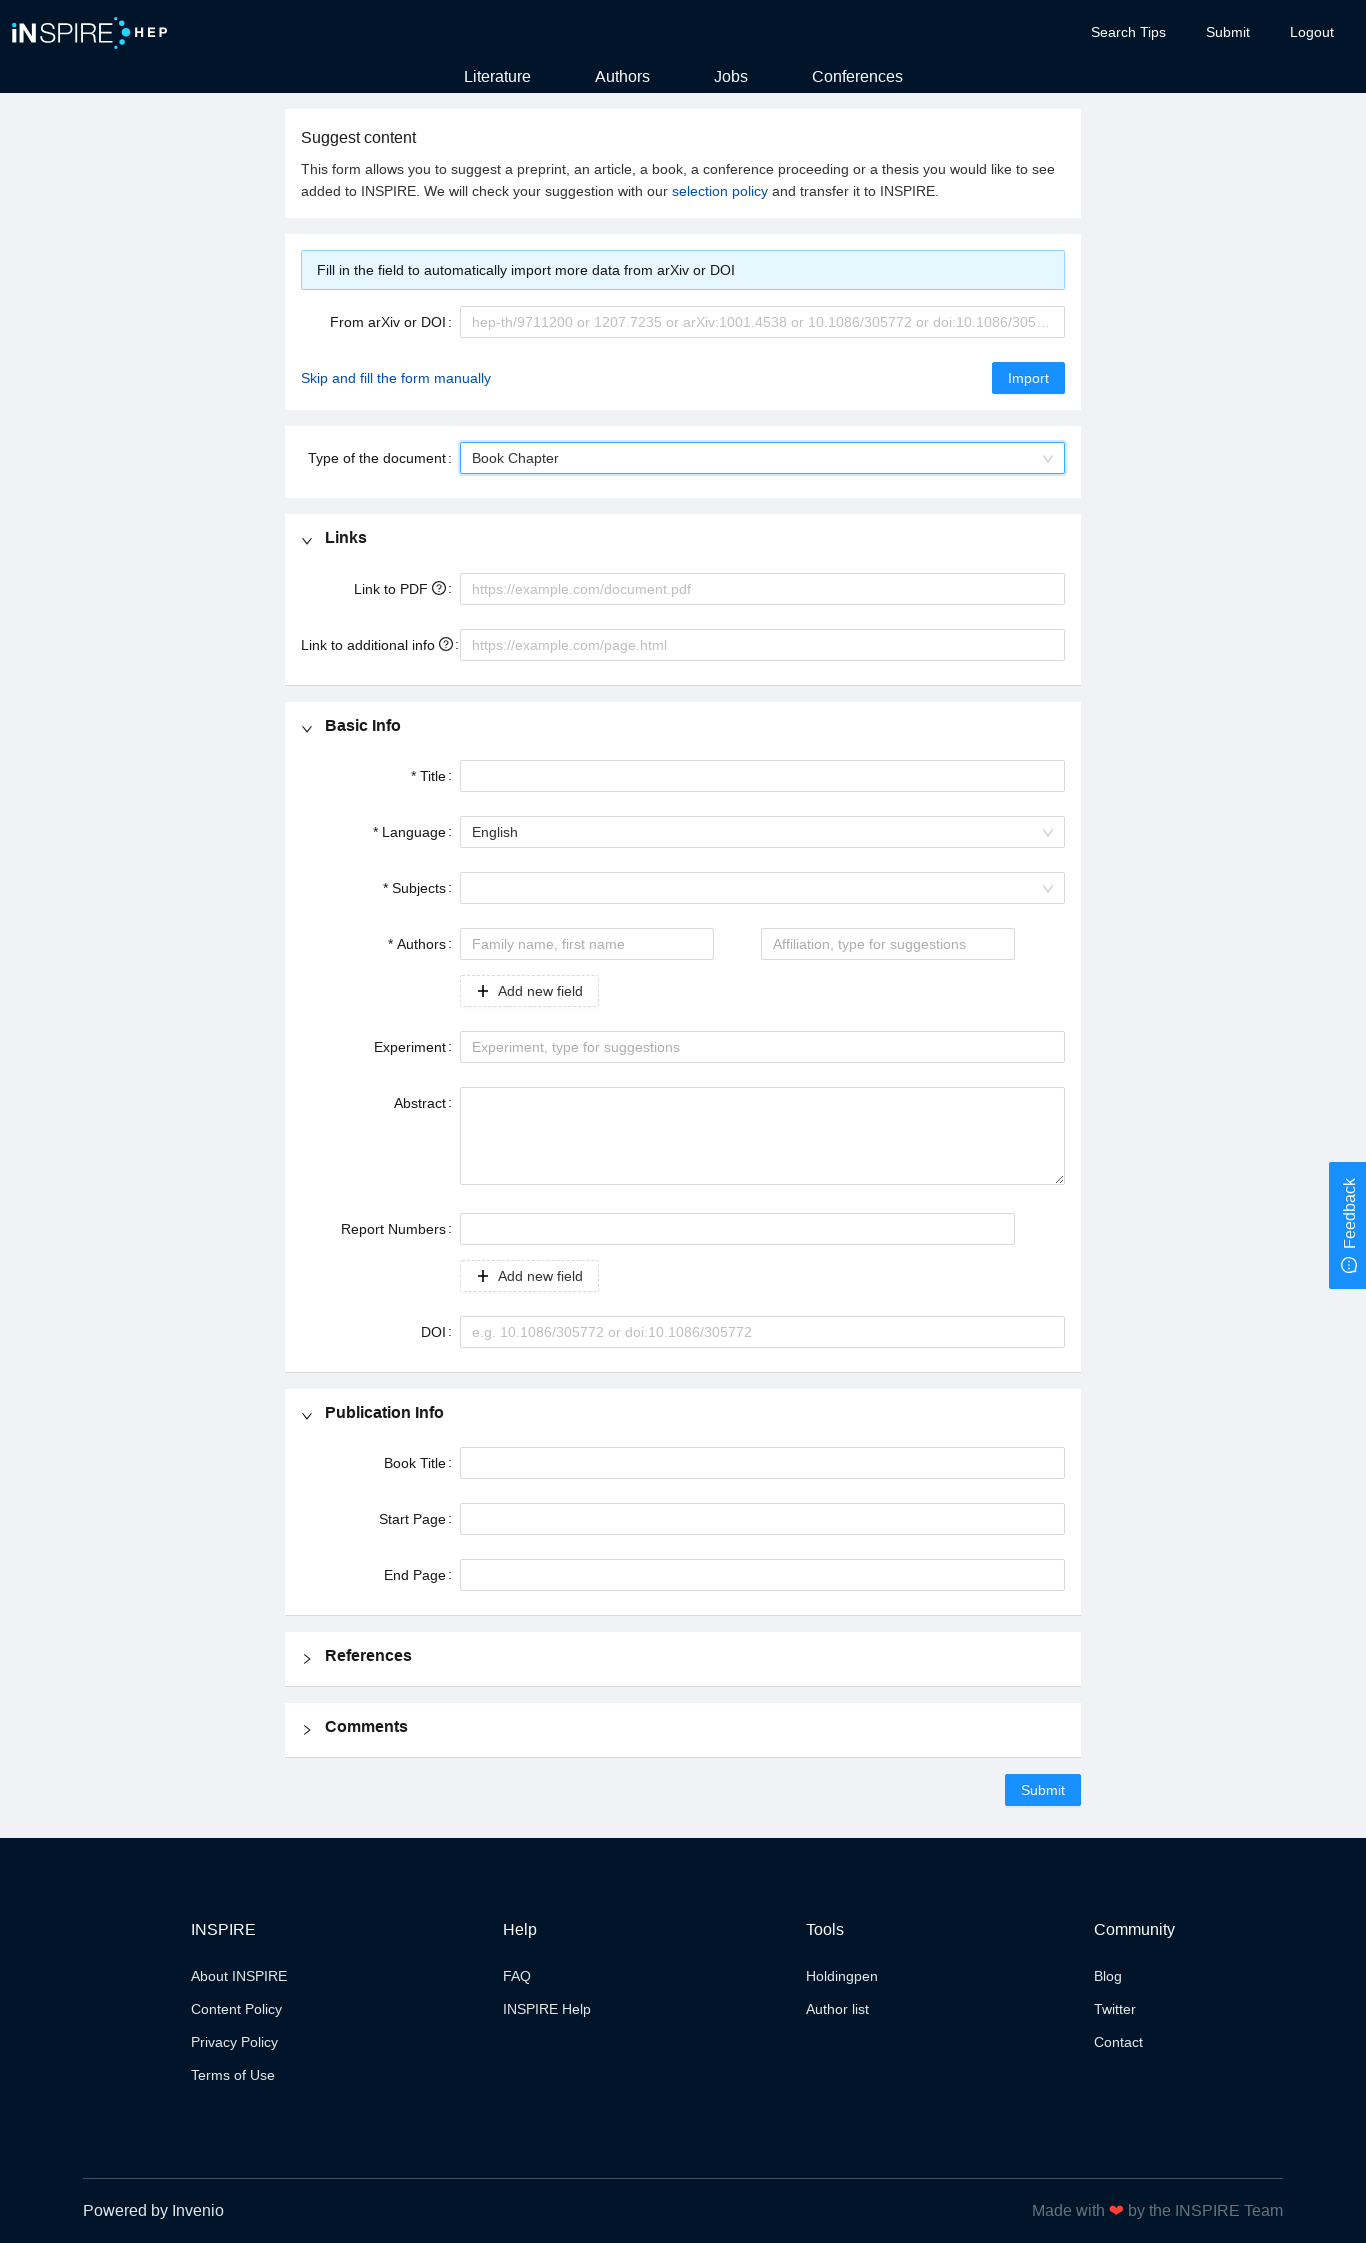 iNSPIRE HEP
Search Tips Submit Logout
Literature Authors Jobs Conferences
Suggest content
This form allows you to suggest a preprint, an article, a book, a conference proceeding or a thesis you would like to see
added to INSPIRE. We will check your suggestion with our selection policy and transfer it to INSPIRE.
Fill in the field to automatically import more data from arXiv or DOI
From arXiv or DOI : hep-th/9711200 or 1207.7235 or arXiv:1001.4538 or 10.1086/305772 or doi:10.1086/305...
Skip and fill the form manually Import
Type of the document : Book Chapter
Links
Link to PDF : https://example.com/document.pdf
Link to additional info : https://example.com/page.html
Basic Info
* Title :
* Language : English
* Subjects :
* Authors : Family name, first name Affiliation, type for suggestions
+ Add new field
Experiment : Experiment, type for suggestions
Abstract :
Report Numbers :
+ Add new field
DOI : e.g. 10.1086/305772 or doi:10.1086/305772
Feedback
Publication Info
Book Title :
Start Page :
End Page :
References
Comments
Submit
INSPIRE Help Tools Community
About INSPIRE FAQ Holdingpen Blog
Content Policy INSPIRE Help Author list Twitter
Privacy Policy Contact
Terms of Use
Powered by Invenio Made with ❤ by the INSPIRE Team